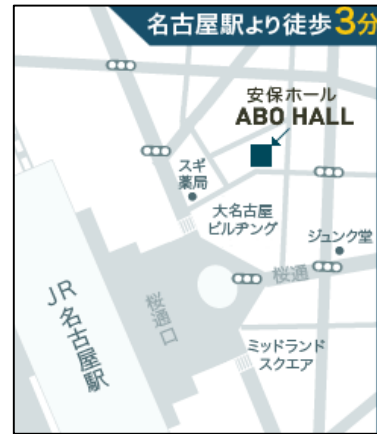 名古屋駅より徒歩3分
安保ホール
ABO HALL
スギ
薬局
大名古屋
ビルヂング
ジュンク堂
桜通
JR名古屋駅
桜通口
ミッドランド
スクエア